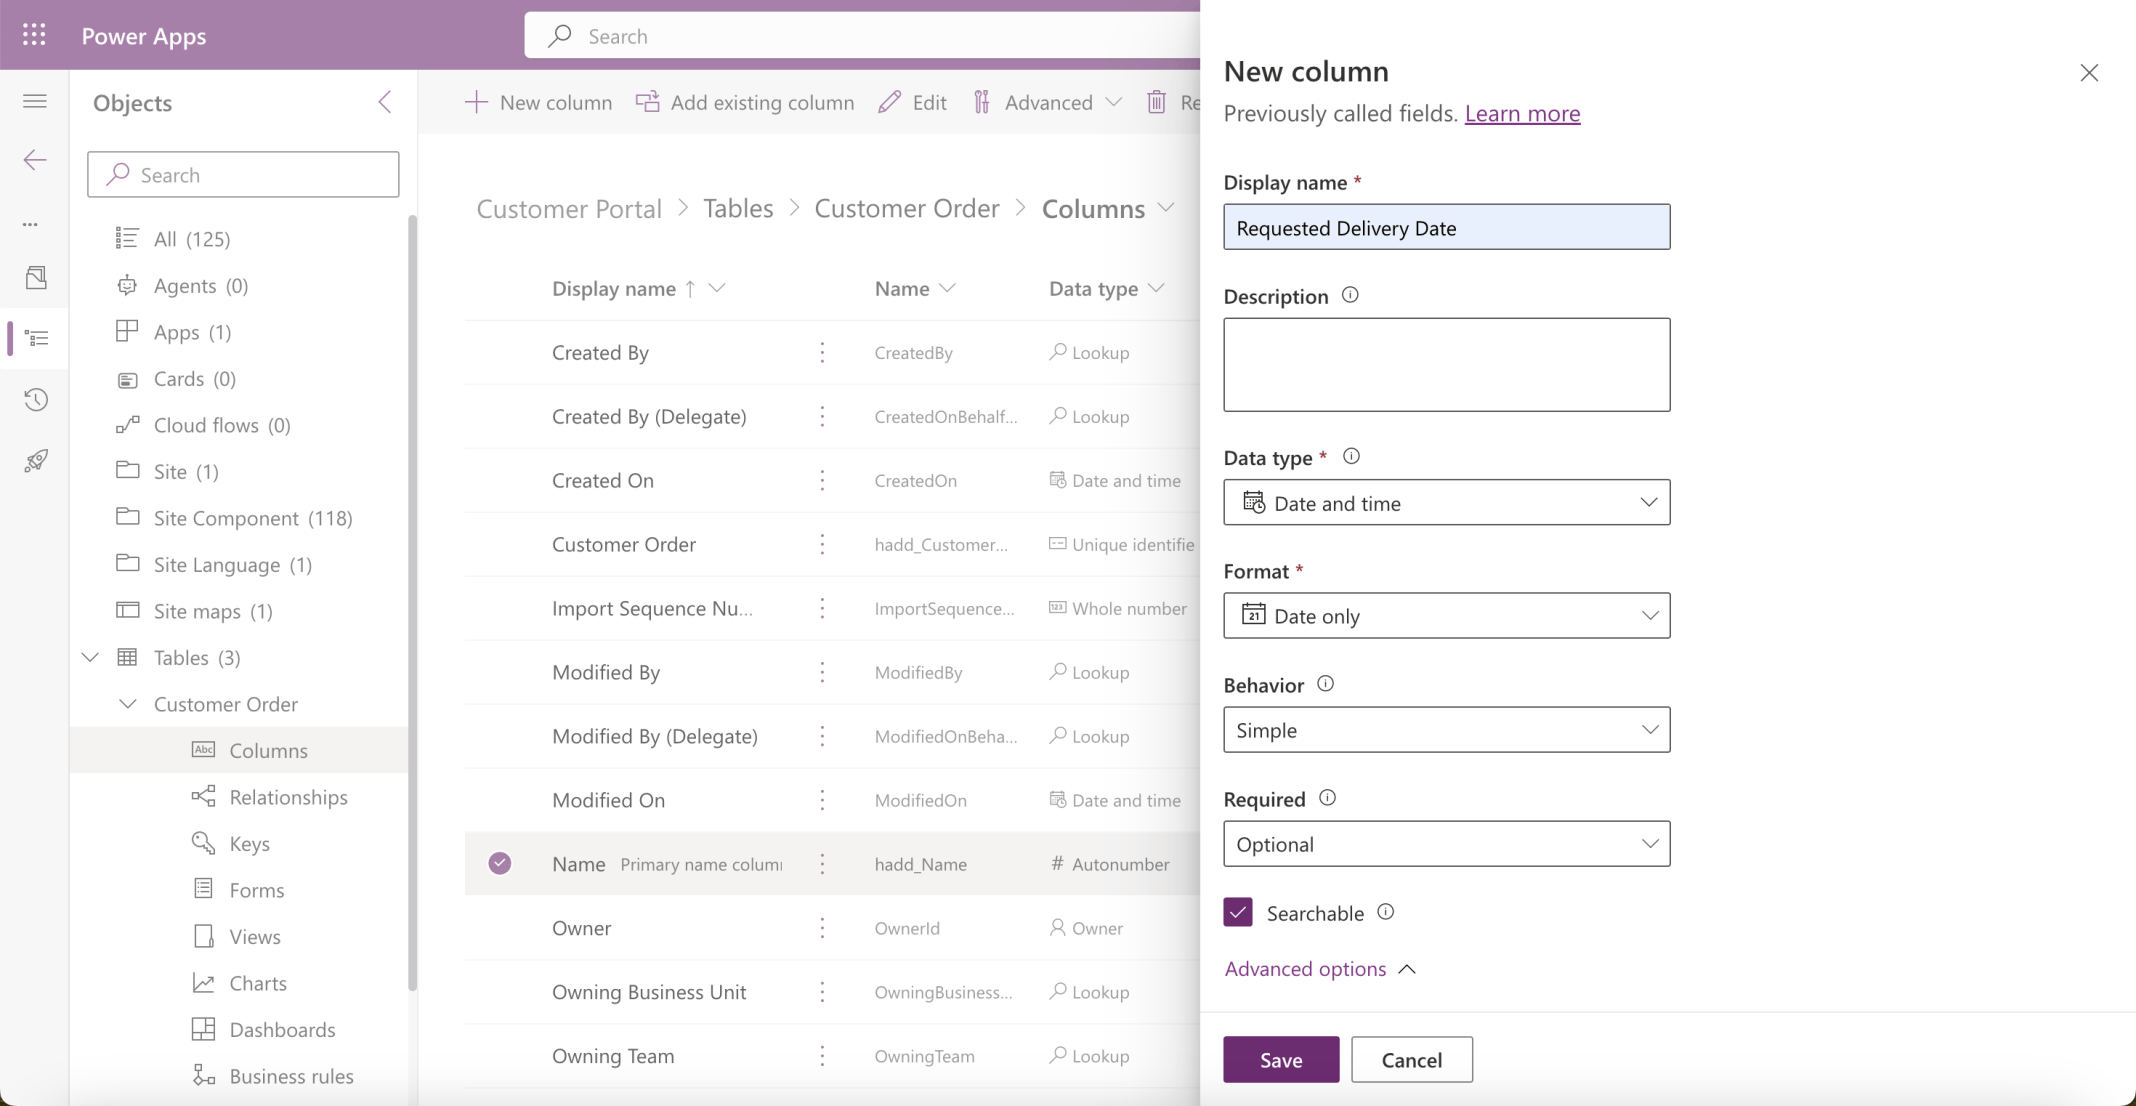 Power Apps
Search
Objects
Search
All (125)
Agents (0)
Apps (1)
Cards (0)
Cloud flows (0)
Site (1)
Site Component (118)
Site Language (1)
Site maps (1)
Tables (3)
Customer Order
Abc Columns
Relationships
Keys
Forms
Views
Charts
Dashboards
Business rules
New column Add existing column Edit Advanced Re
Customer Portal > Tables > Customer Order > Columns
Display name ↑ Name Data type
Created By CreatedBy Lookup
Created By (Delegate) CreatedOnBehalf... Lookup
Created On CreatedOn Date and time
Customer Order hadd_Customer... Unique identifie
Import Sequence Nu... ImportSequence... 123 Whole number
Modified By ModifiedBy Lookup
Modified By (Delegate) ModifiedOnBeha... Lookup
Modified On ModifiedOn Date and time
Name Primary name colum hadd_Name # Autonumber
Owner OwnerId Owner
Owning Business Unit OwningBusiness... Lookup
Owning Team OwningTeam Lookup
New column
Previously called fields. Learn more
Display name *
Requested Delivery Date
Description
Data type *
Date and time
Format *
21 Date only
Behavior
Simple
Required
Optional
Searchable
Advanced options
Save Cancel